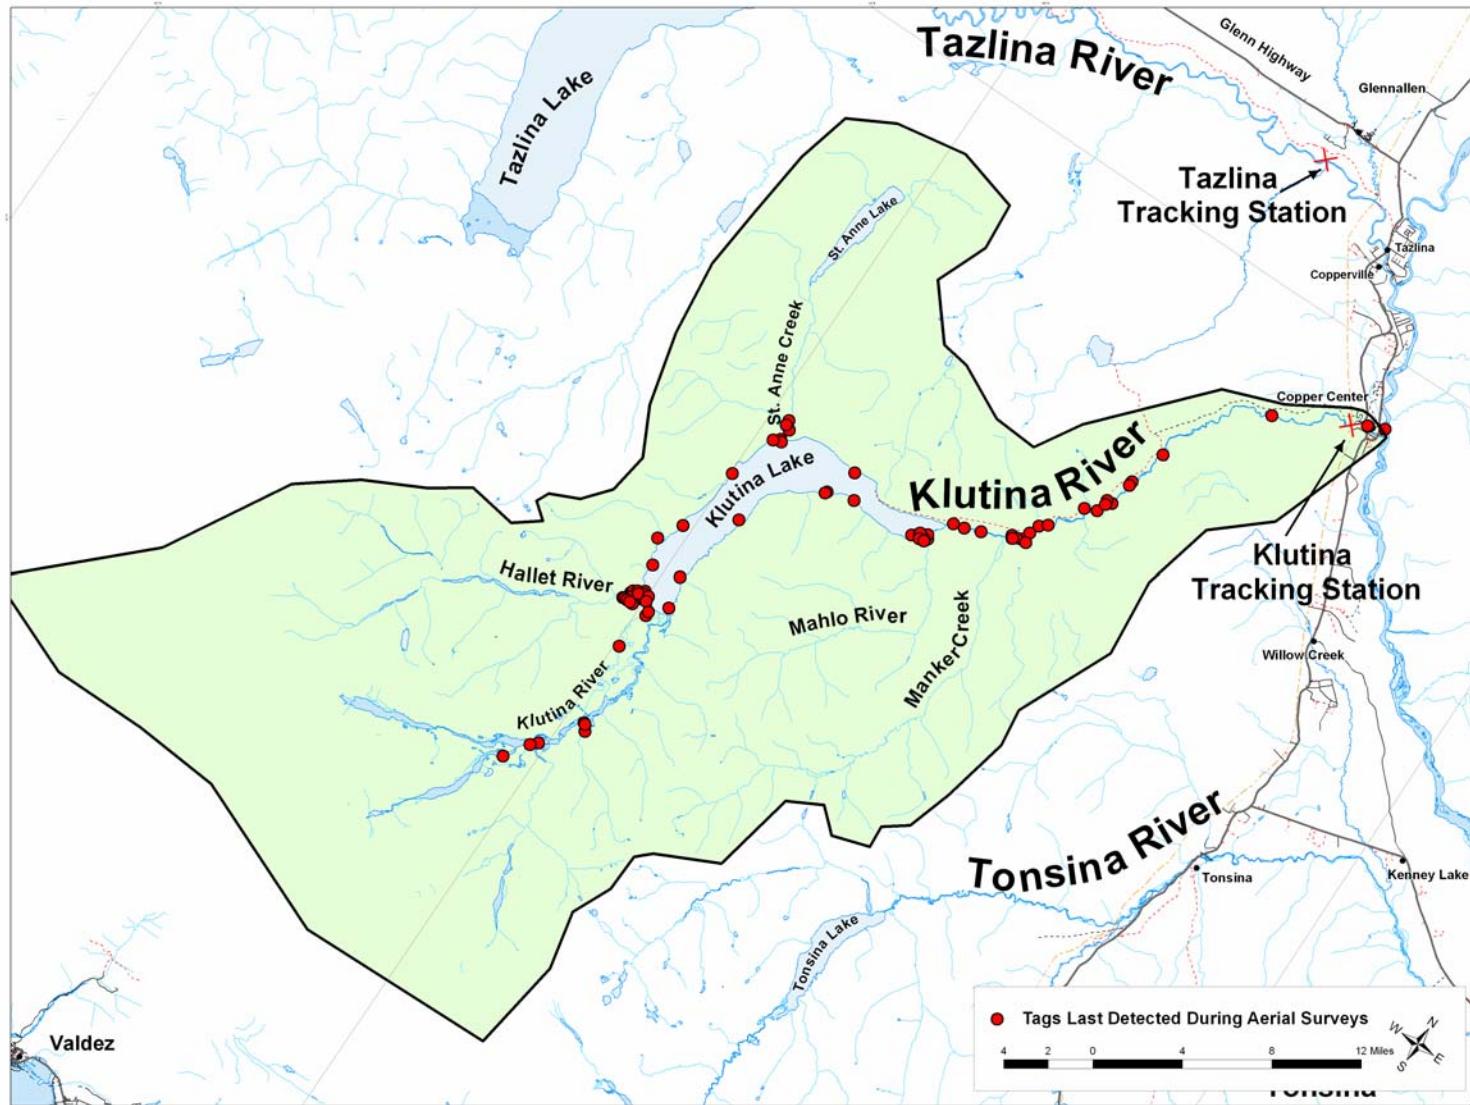 Tazlina River
Glenn Highway
Glennallen
Tazlina Lake
Tazlina
Tracking Station
St. Anne Lake
Tazlina
Copperville
St. Anne Creek
Copper Center
Klutina River
Klutina Lake
Hallet River
Klutina
Tracking Station
Mahlo River
Manker Creek
Willow Creek
Klutina River
Tonsina River
Tonsina
Kenney Lake
Tonsina Lake
Valdez
Tags Last Detected During Aerial Surveys
N
W
E
S
4 2 0 4 8 12 Miles
Tonsina